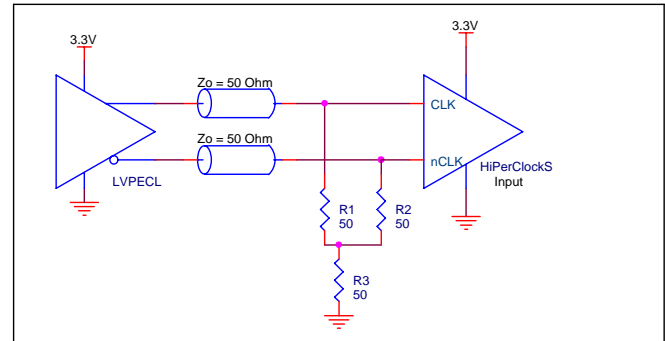 3.3V
3.3V
Zo = 50 Ohm
CLK
Zo = 50 Ohm
nCLK
HiPerClockS
Input
LVPECL
R1
50
R2
50
R3
50